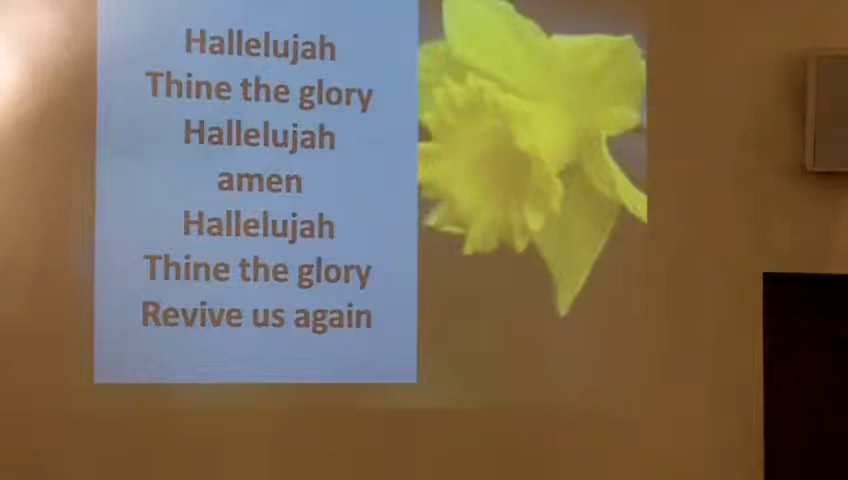 Hallelujah
Thine the glory
Hallelujah
amen
Hallelujah
Thine the glory
Revive us again